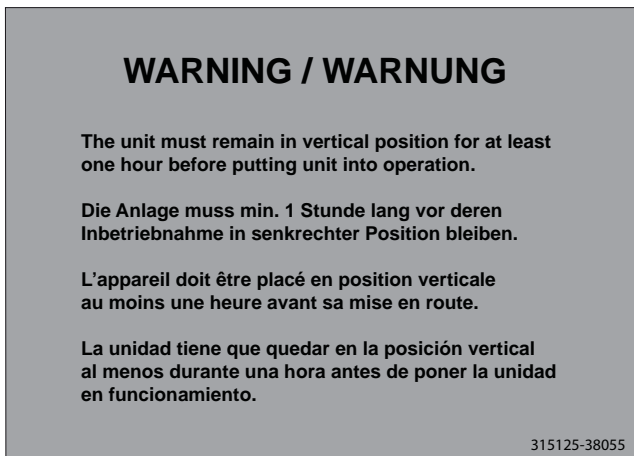 WARNING / WARNUNG
The unit must remain in vertical position for at least
one hour before putting unit into operation.
Die Anlage muss min. 1 Stunde lang vor deren
Inbetriebnahme in senkrechter Position bleiben.
L'appareil doit être placé en position verticale
au moins une heure avant sa mise en route.
La unidad tiene que quedar en la posición vertical
al menos durante una hora antes de poner la unidad
en funcionamiento.
315125-38055